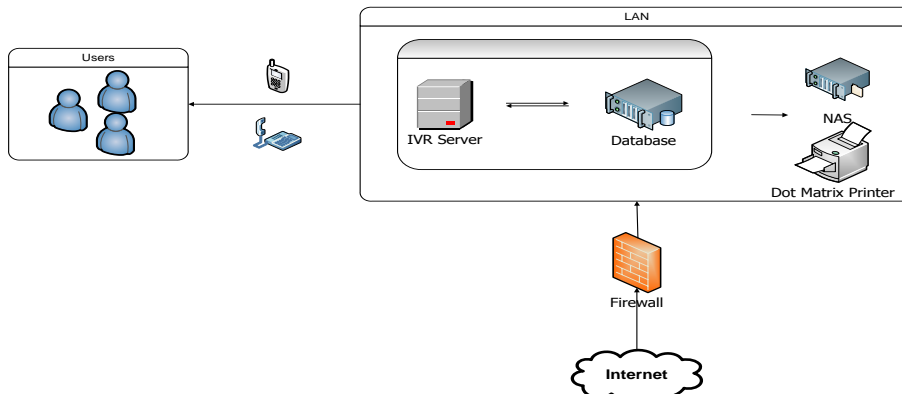 LAN
Users
IVR Server
Database
NAS
Dot Matrix Printer
Firewall
Internet